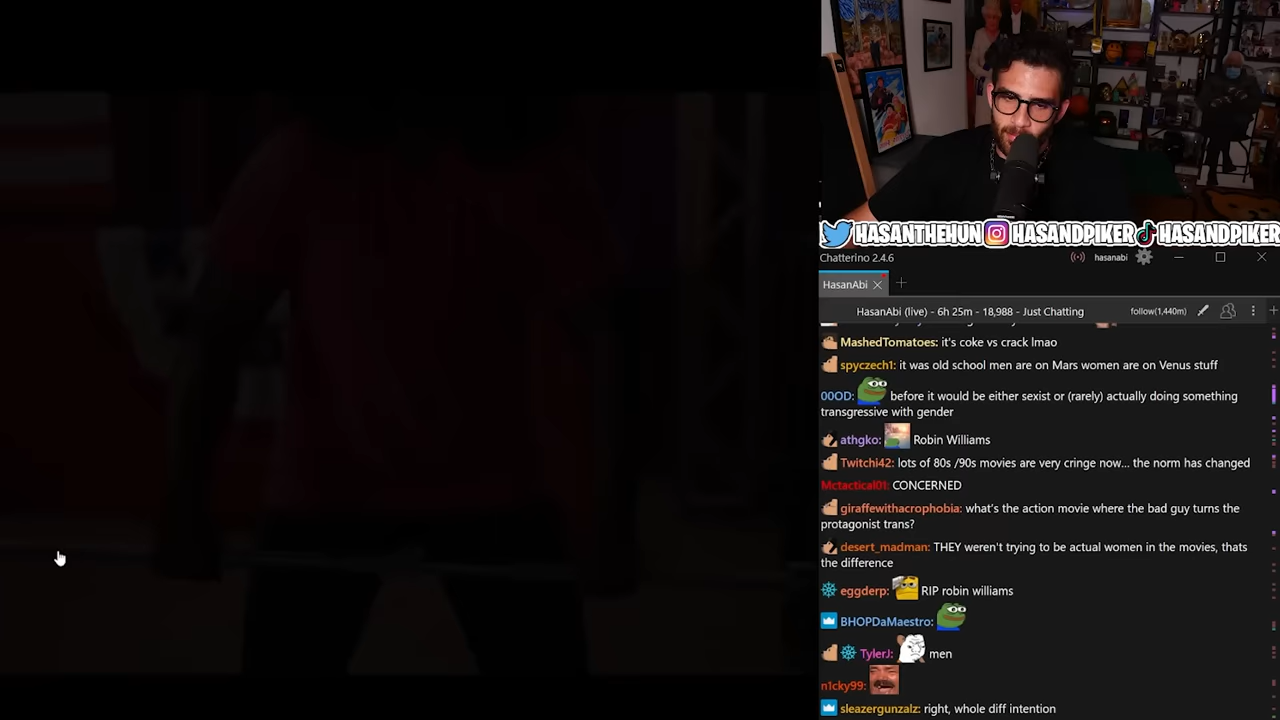 HASANTHEHUN HASANDPIKER HASANDPIKER
Chatterino 2.4.6
hasanabi
HasanAbi
HasanAbi (live) - 6h 25m - 18,988 - Just Chatting
follow(1,440m)
MashedTomatoes: it's coke vs crack lmao
spyczech1: it was old school men are on Mars women are on Venus stuff
00OD: before it would be either sexist or (rarely) actually doing something
transgressive with gender
athgko: Robin Williams
Twitchi42: lots of 80s /90s movies are very cringe now... the norm has changed
Mctactical01: CONCERNED
giraffewithacrophobia: what's the action movie where the bad guy turns the
protagonist trans?
desert_madman: THEY weren't trying to be actual women in the movies, thats
the difference
eggderp: RIP robin williams
BHOPDaMaestro:
TylerJ: men
n1cky99:
sleazergunzalz: right, whole diff intention